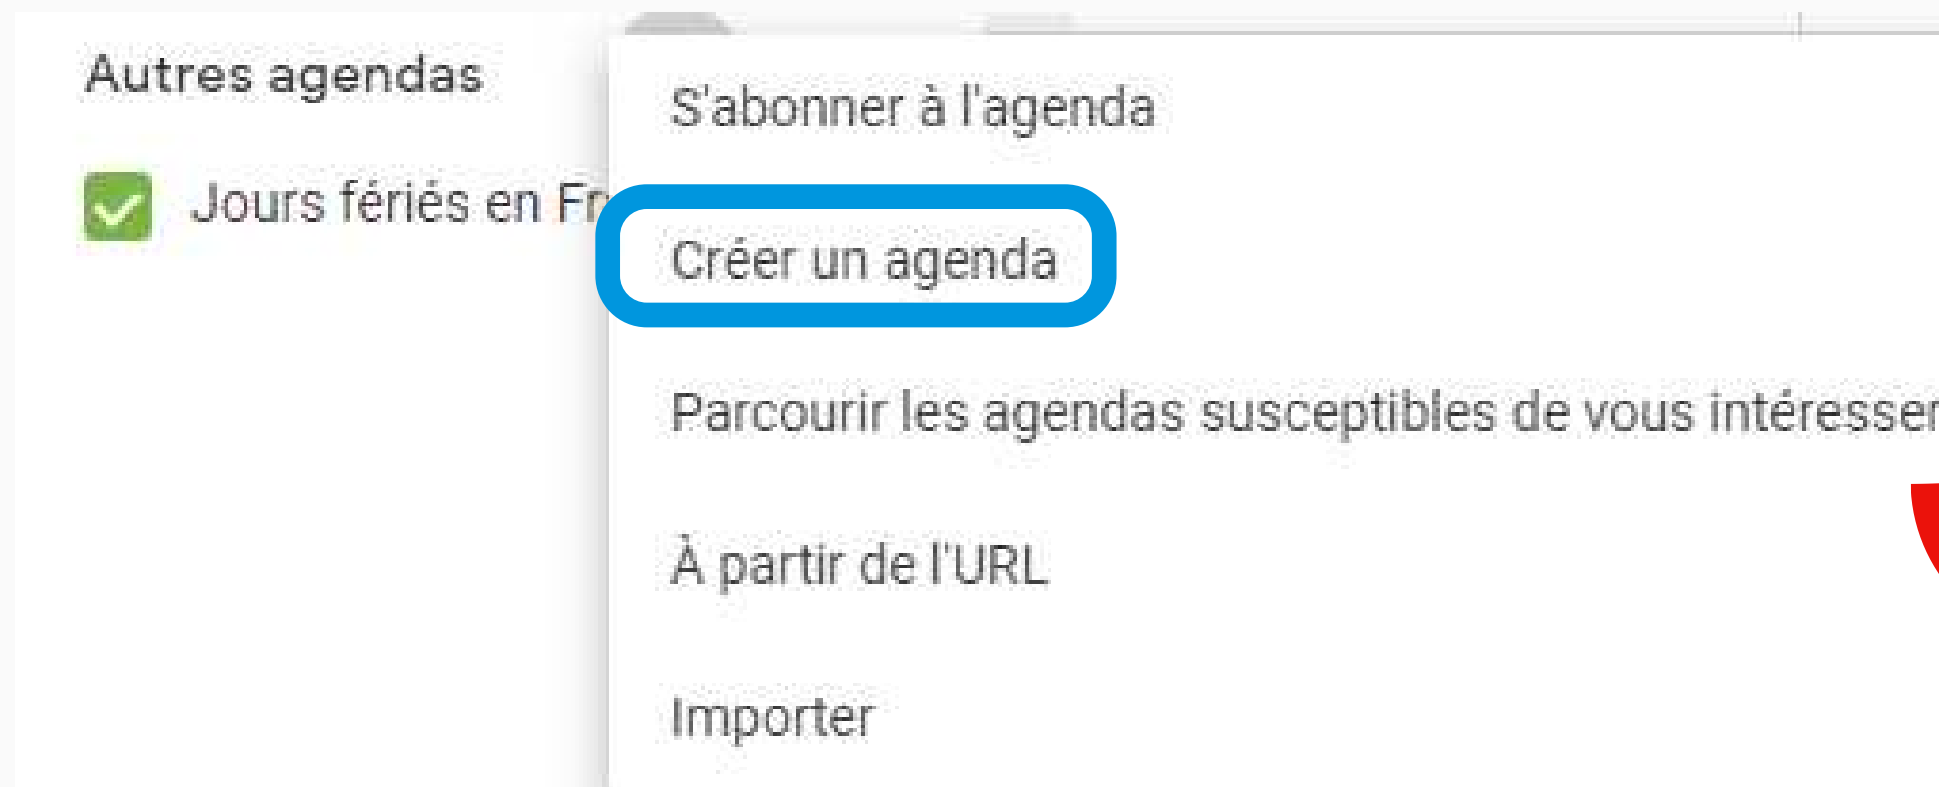 Autres agendas
Jours fériés en Fr
S'abonner à l'agenda
Créer un agenda
Parcourir les agendas susceptibles de vous intéresser
À partir de l'URL
Importer